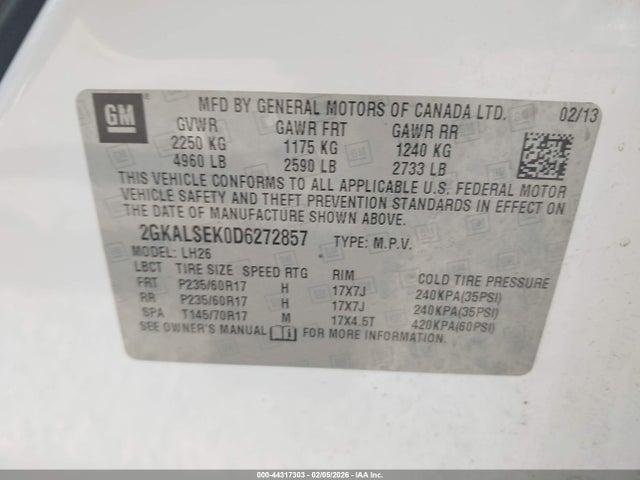 GM
MFD BY GENERAL MOTORS OF CANADA LTD. 02/13
GVWR GAWR FRT GAWR RR
2250 KG 1175 KG 1240 KG
4960 LB 2590 LB 2733 LB
THIS VEHICLE CONFORMS TO ALL APPLICABLE U.S. FEDERAL MOTOR
VEHICLE SAFETY AND THEFT PREVENTION STANDARDS IN EFFECT ON
THE DATE OF MANUFACTURE SHOWN ABOVE.
2GKALSEK0D6272857 TYPE: M.P.V.
MODEL: LH26
LBCT TIRE SIZE SPEED RTG RIM COLD TIRE PRESSURE
FRT P235/60R17 H 17X7J 240KPA(35PSI)
RR P235/60R17 H 17X7J 240KPA(35PSI)
SPA T145/70R17 M 17X4.5T 420KPA(60PSI)
SEE OWNER'S MANUAL FOR MORE INFORMATION.
000-44317303 - 02/05/2026 - IAAI.COM